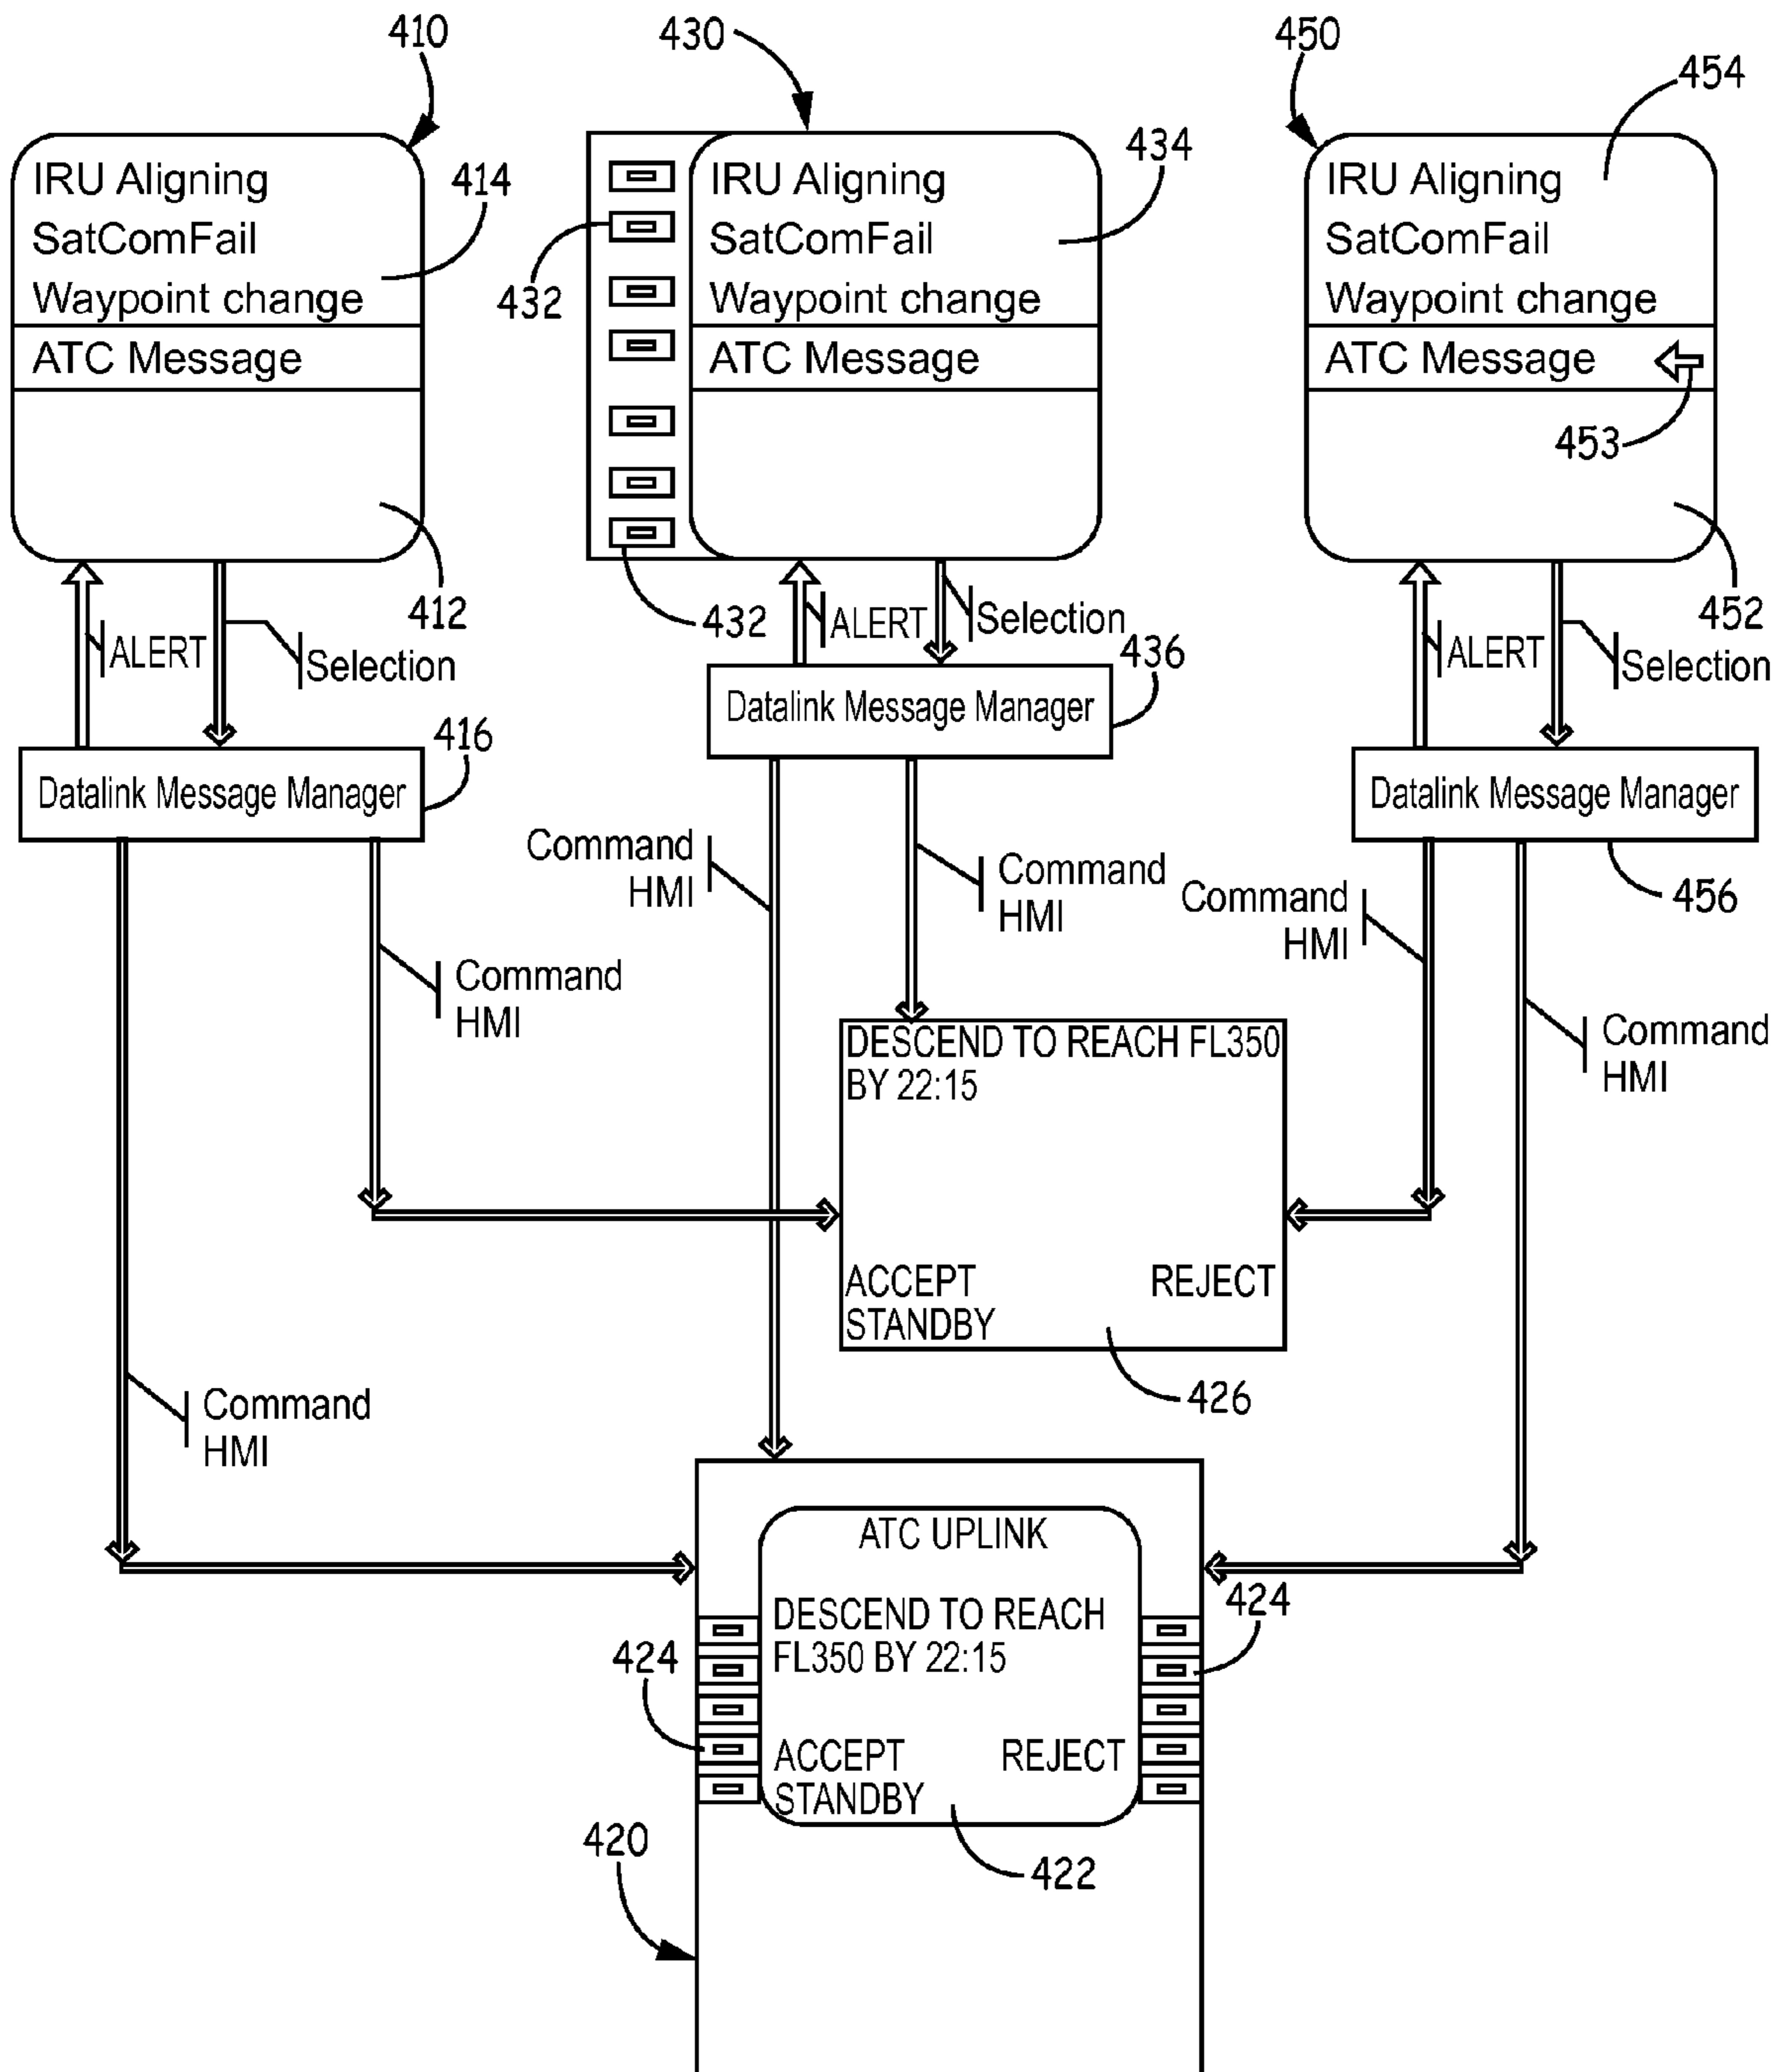 410
430
450
454
IRU Aligning
SatComFail
Waypoint change
ATC Message
414
412
IRU Aligning
SatComFail
Waypoint change
ATC Message
434
432
432
IRU Aligning
SatComFail
Waypoint change
ATC Message
453
452
ALERT
Selection
ALERT
Selection
ALERT
Selection
416
Datalink Message Manager
436
Datalink Message Manager
Datalink Message Manager
456
Command
HMI
Command
HMI
Command
HMI
Command
HMI
Command
HMI
DESCEND TO REACH FL350
BY 22:15
ACCEPT REJECT
STANDBY
426
Command
HMI
ATC UPLINK
DESCEND TO REACH
FL350 BY 22:15
ACCEPT REJECT
STANDBY
424
424
420
422